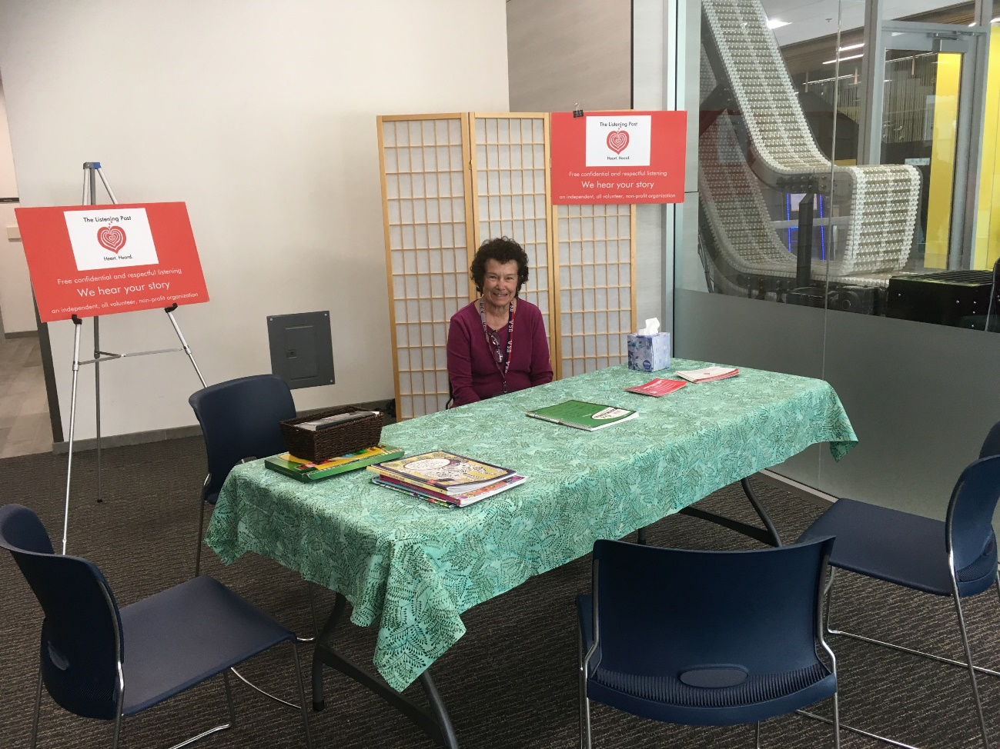 The Listening Post
Heart. Heard.
Free confidential and respectful listening
We hear your story
an independent, all volunteer, non-profit organization
The Listening Post
Heart. Heard.
Free confidential and respectful listening
We hear your story
an independent, all volunteer, non-profit organization
U.S.A.